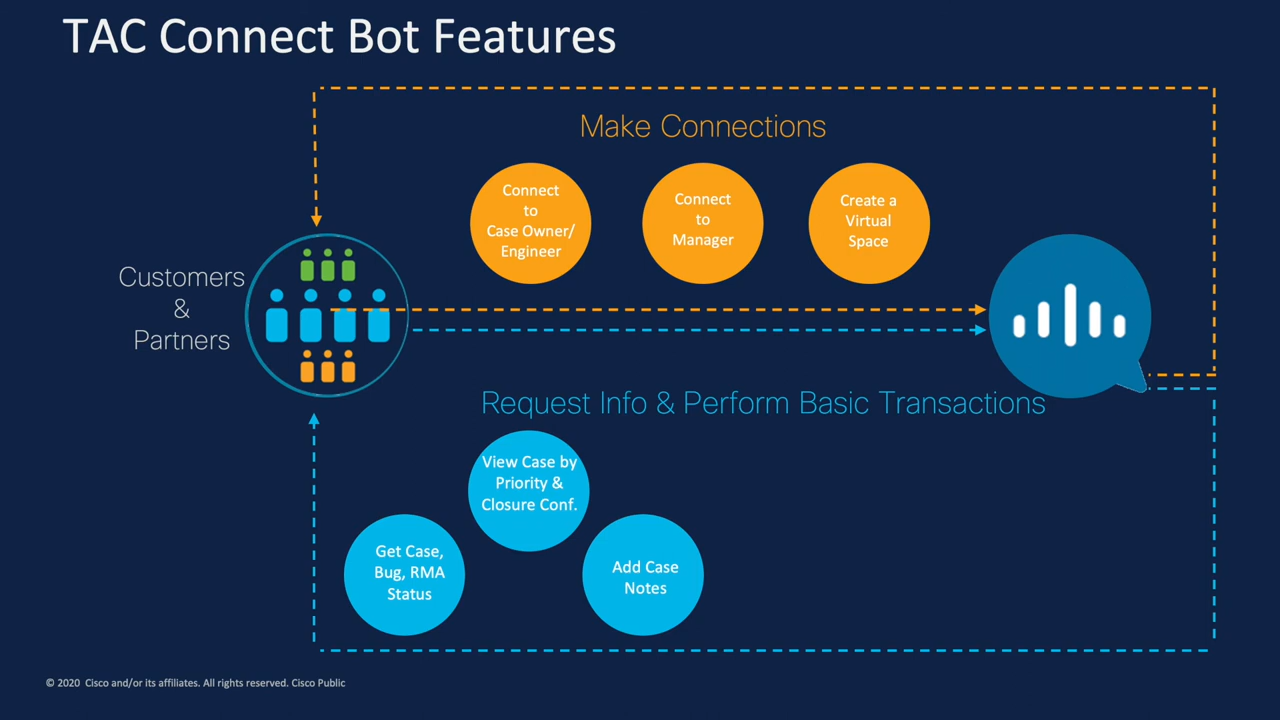 TAC Connect Bot Features
Make Connections
Connect
to
Case Owner/
Engineer
Connect
to
Manager
Create a
Virtual
Space
Customers
&
Partners
Request Info & Perform Basic Transactions
View Case by
Priority &
Closure Conf.
Get Case,
Bug, RMA
Status
Add Case
Notes
© 2020 Cisco and/or its affiliates. All rights reserved. Cisco Public